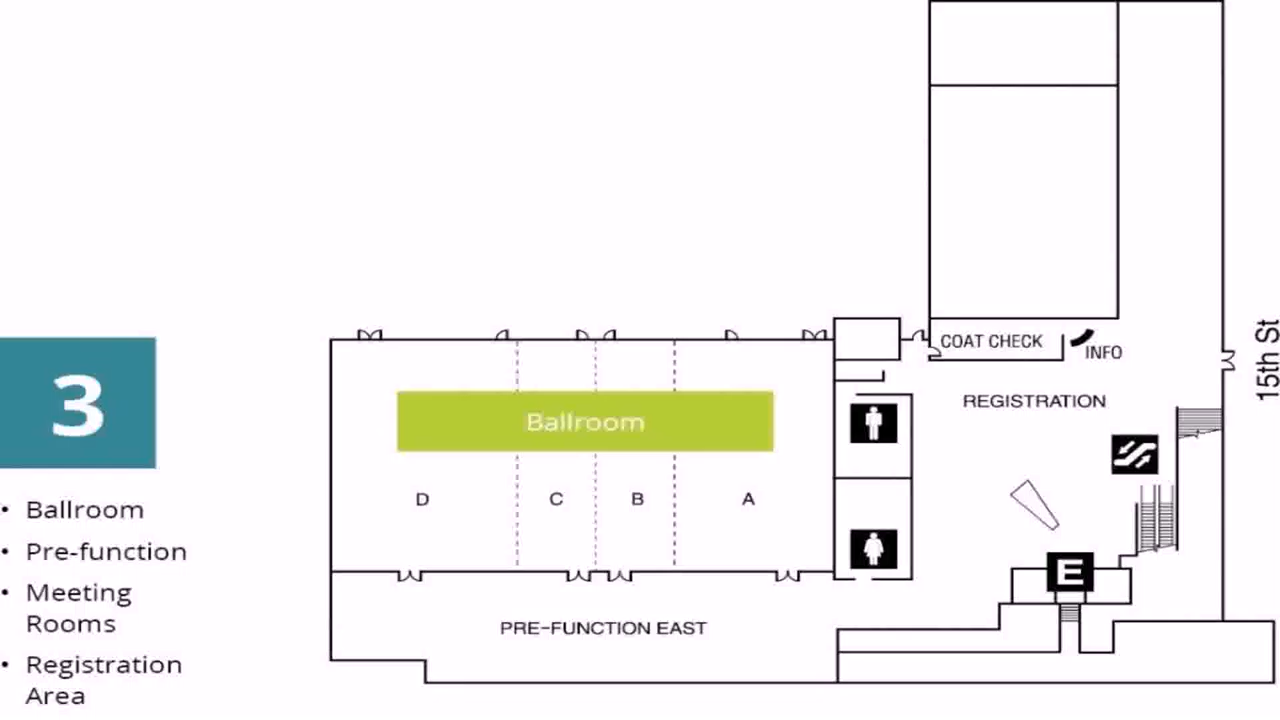 COAT CHECK
INFO
15th St
REGISTRATION
3
Ballroom
D
C
B
A
• Ballroom
• Pre-function
• Meeting
Rooms
• Registration
Area
E
PRE-FUNCTION EAST